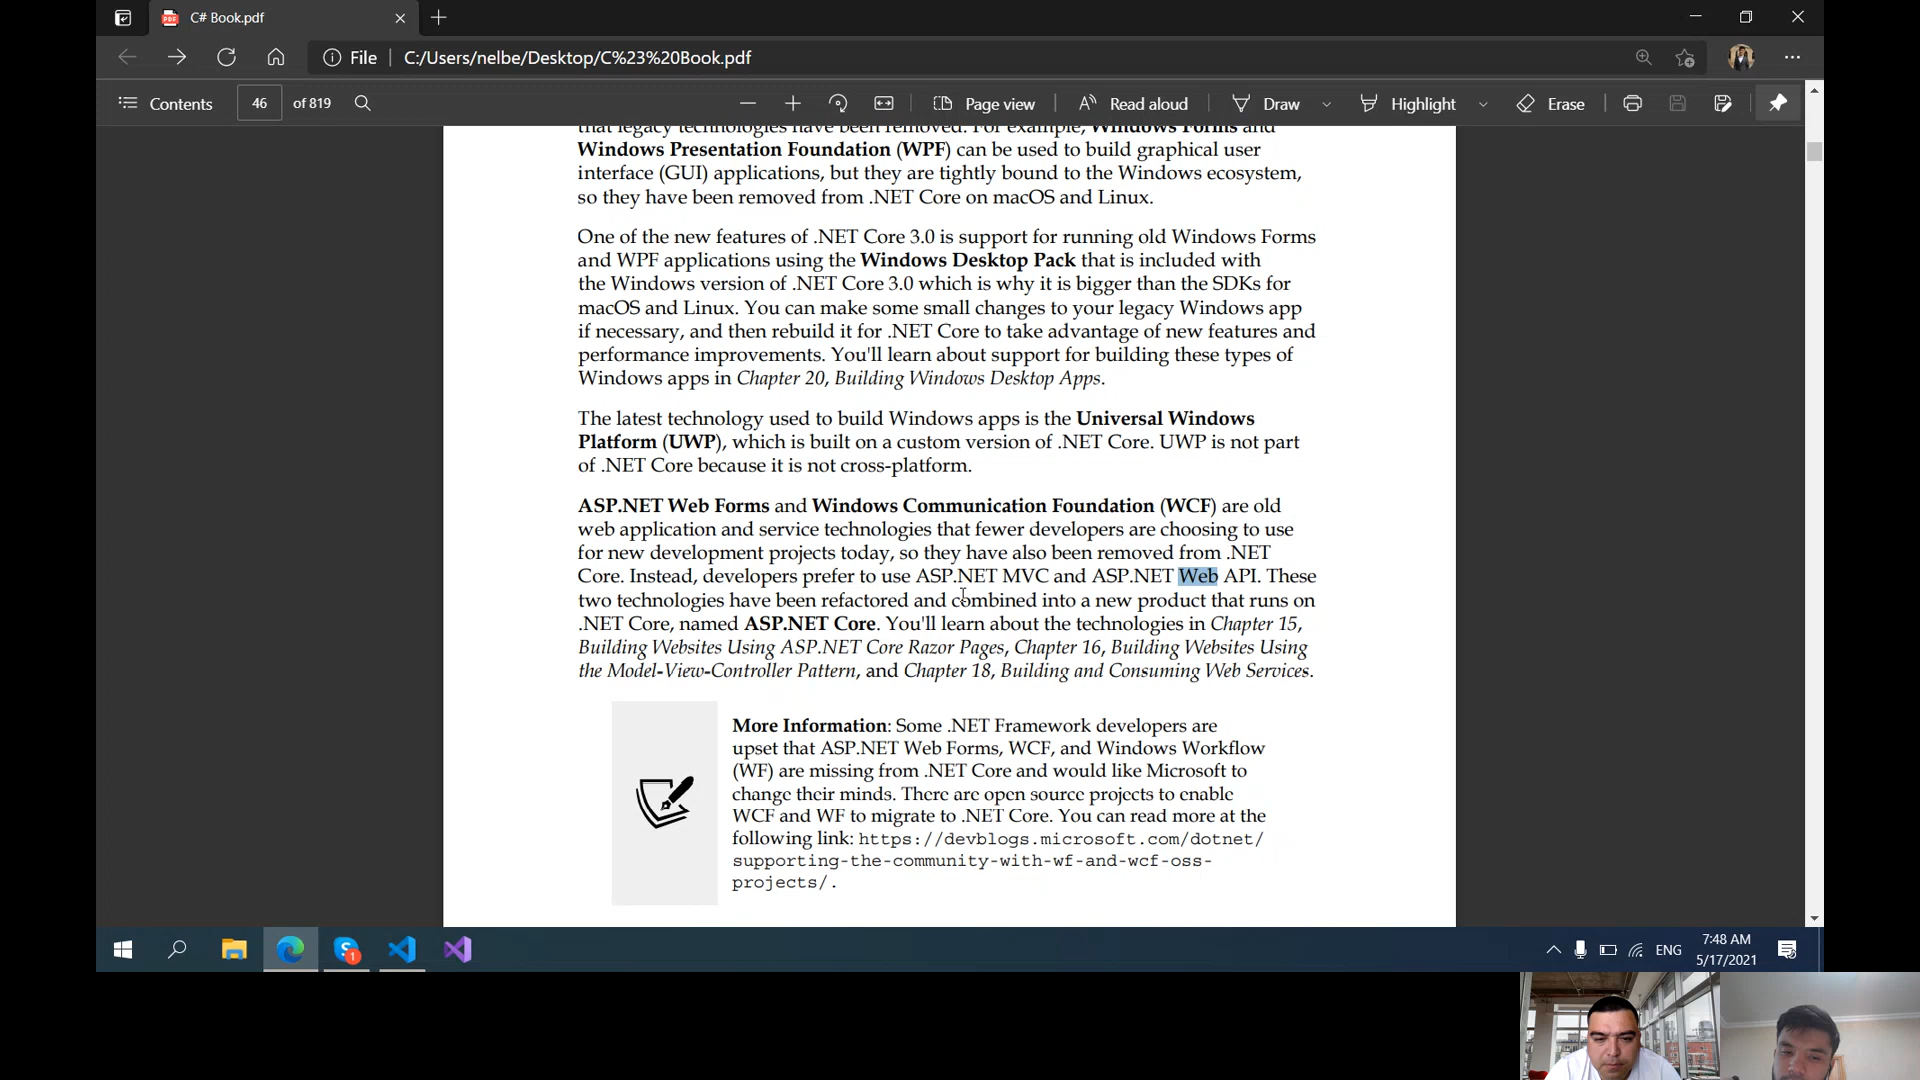 C# Book.pdf
File C:/Users/nelbe/Desktop/C%23%20Book.pdf
Contents 46 of 819 Page view Read aloud Draw Highlight Erase
that legacy technologies have been removed. For example, Windows Forms and
Windows Presentation Foundation (WPF) can be used to build graphical user
interface (GUI) applications, but they are tightly bound to the Windows ecosystem,
so they have been removed from .NET Core on macOS and Linux.
One of the new features of .NET Core 3.0 is support for running old Windows Forms
and WPF applications using the Windows Desktop Pack that is included with
the Windows version of .NET Core 3.0 which is why it is bigger than the SDKs for
macOS and Linux. You can make some small changes to your legacy Windows app
if necessary, and then rebuild it for .NET Core to take advantage of new features and
performance improvements. You'll learn about support for building these types of
Windows apps in Chapter 20, Building Windows Desktop Apps.
The latest technology used to build Windows apps is the Universal Windows
Platform (UWP), which is built on a custom version of .NET Core. UWP is not part
of .NET Core because it is not cross-platform.
ASP.NET Web Forms and Windows Communication Foundation (WCF) are old
web application and service technologies that fewer developers are choosing to use
for new development projects today, so they have also been removed from .NET
Core. Instead, developers prefer to use ASP.NET MVC and ASP.NET Web API. These
two technologies have been refactored and combined into a new product that runs on
.NET Core, named ASP.NET Core. You'll learn about the technologies in Chapter 15,
Building Websites Using ASP.NET Core Razor Pages, Chapter 16, Building Websites Using
the Model-View-Controller Pattern, and Chapter 18, Building and Consuming Web Services.
More Information: Some .NET Framework developers are
upset that ASP.NET Web Forms, WCF, and Windows Workflow
(WF) are missing from .NET Core and would like Microsoft to
change their minds. There are open source projects to enable
WCF and WF to migrate to .NET Core. You can read more at the
following link: https://devblogs.microsoft.com/dotnet/
supporting-the-community-with-wf-and-wcf-oss-
projects/.
1
ENG
7:48 AM
5/17/2021